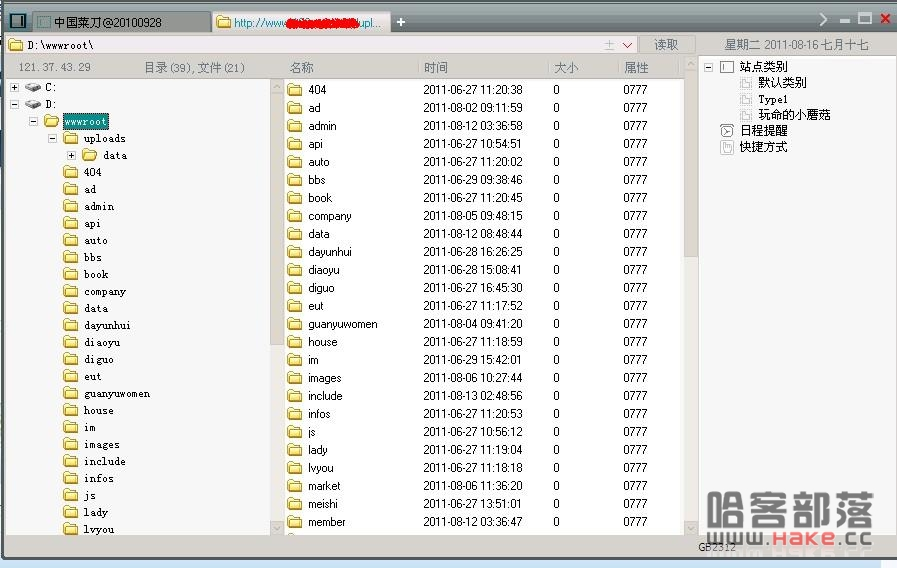 中国菜刀@20100928
http://www.
upl...
+
D:\wwwroot\
读取
星期二 2011-08-16 七月十七
121.37.43.29
目录(39),文件(21)
名称 时间 大小 属性
C:
D:
wwwroot
uploads
data
404
ad
admin
api
auto
bbs
book
company
data
dayunhui
diaoyu
diguo
eut
guanyuwomen
house
im
images
include
infos
js
lady
lvyou
404 2011-06-27 11:20:38 0 0777
ad 2011-08-02 09:11:59 0 0777
admin 2011-08-12 03:36:58 0 0777
api 2011-06-27 10:54:51 0 0777
auto 2011-06-27 11:20:02 0 0777
bbs 2011-06-29 09:38:46 0 0777
book 2011-06-27 11:20:45 0 0777
company 2011-08-05 09:48:15 0 0777
data 2011-08-12 08:48:44 0 0777
dayunhui 2011-06-28 16:26:25 0 0777
diaoyu 2011-06-28 15:08:41 0 0777
diguo 2011-06-27 16:45:30 0 0777
eut 2011-06-27 11:17:52 0 0777
guanyuwomen 2011-08-04 09:41:20 0 0777
house 2011-06-27 11:18:59 0 0777
im 2011-06-29 15:42:01 0 0777
images 2011-08-06 10:27:44 0 0777
include 2011-08-13 02:48:56 0 0777
infos 2011-06-27 11:20:53 0 0777
js 2011-06-27 10:56:12 0 0777
lady 2011-06-27 11:19:04 0 0777
lvyou 2011-06-27 11:18:18 0 0777
market 2011-08-06 11:36:20 0 0777
meishi 2011-06-27 13:51:01 0 0777
member 2011-08-12 03:36:47 0 0777
站点类别
默认类别
Type1
玩命的小蘑菇
日程提醒
快捷方式
哈客部落
www.Hake.cc
GB2312